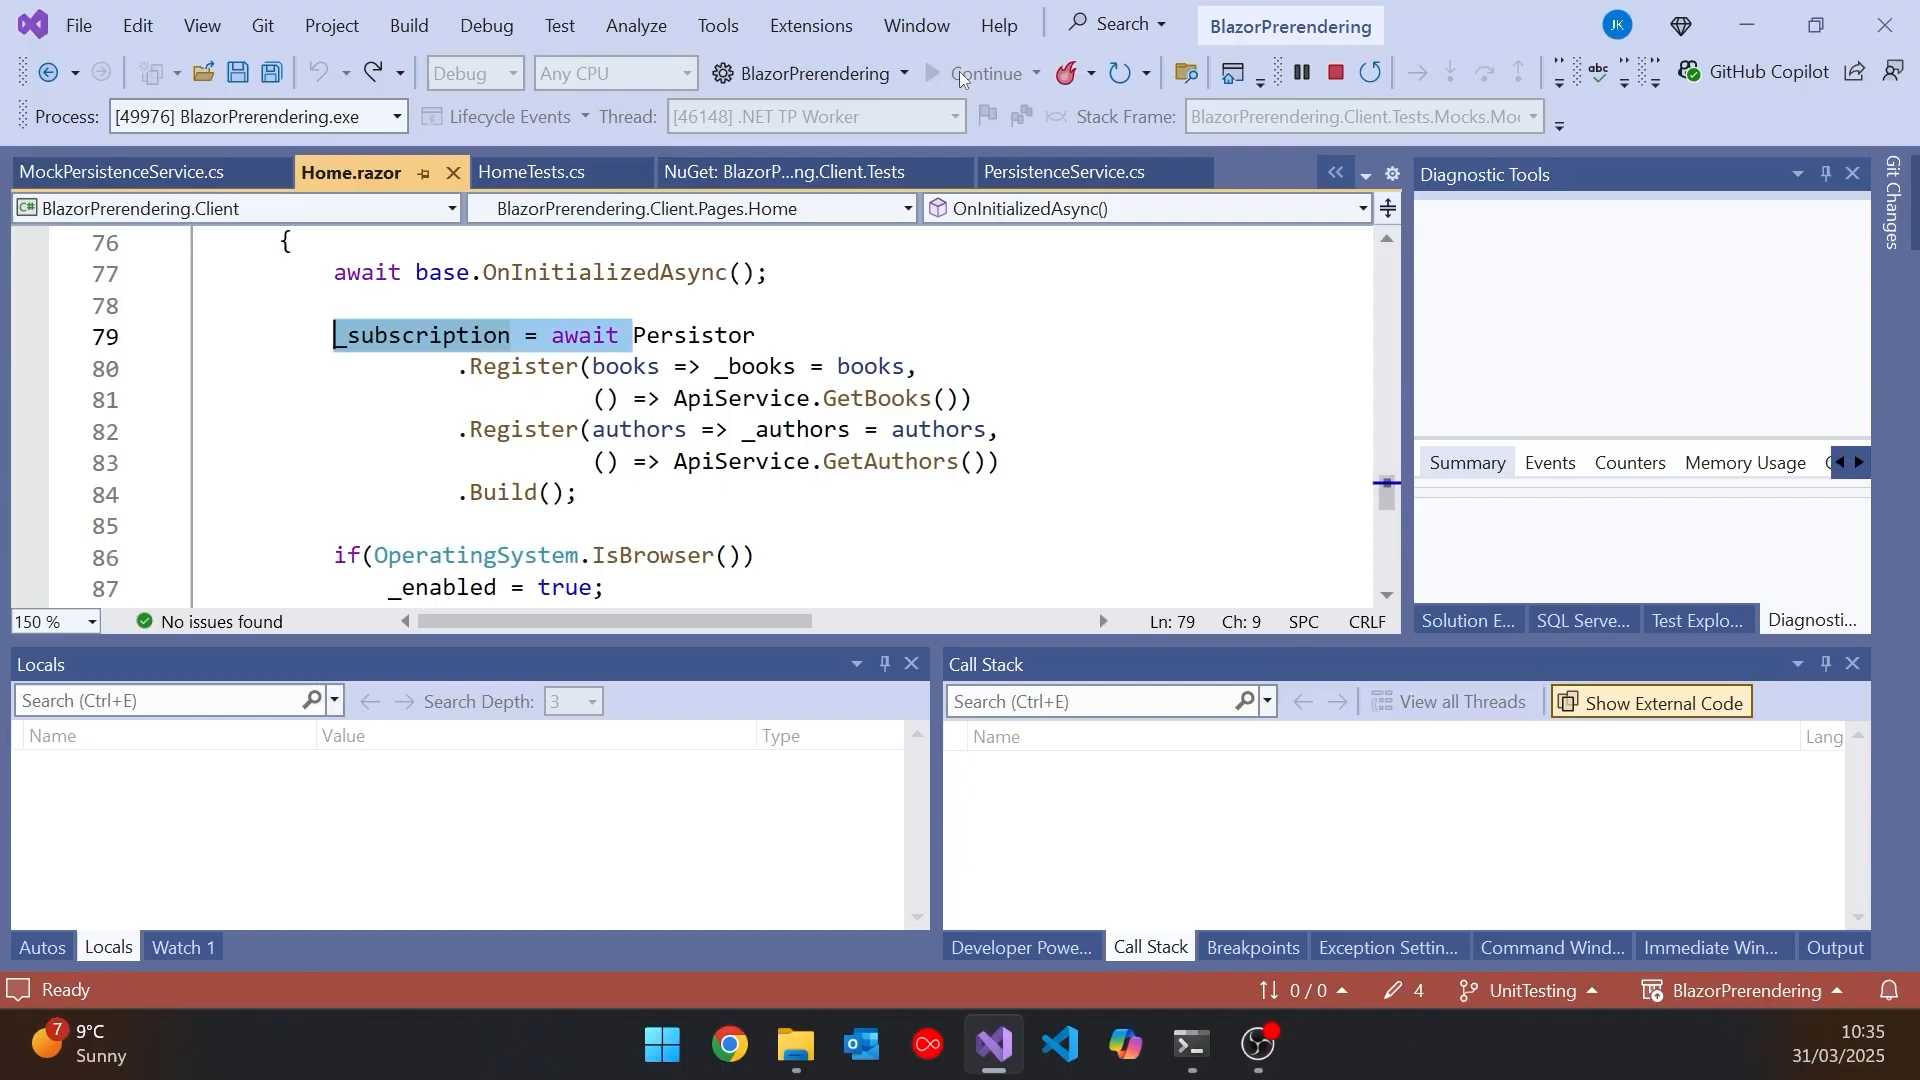 File Edit View Git Project Build Debug Test Analyze Tools Extensions Window Help Search BlazorPrerendering JK
Debug Any CPU BlazorPrerendering Continue abc GitHub Copilot
Process: [49976] BlazorPrerendering.exe Lifecycle Events Thread: [46148] .NET TP Worker Stack Frame: BlazorPrerendering.Client.Tests.Mocks.Moc
MockPersistenceService.cs Home.razor HomeTests.cs NuGet: BlazorP...ng.Client.Tests PersistenceService.cs
BlazorPrerendering.Client BlazorPrerendering.Client.Pages.Home OnInitializedAsync()
76 {
77 await base.OnInitializedAsync();
78
79 _subscription = await Persistor
80 .Register(books => _books = books,
81 () => ApiService.GetBooks())
82 .Register(authors => _authors = authors,
83 () => ApiService.GetAuthors())
84 .Build();
85
86 if(OperatingSystem.IsBrowser())
87 _enabled = true;
150 % No issues found Ln: 79 Ch: 9 SPC CRLF
Diagnostic Tools
Summary Events Counters Memory Usage
Solution E... SQL Serve... Test Explo... Diagnosti...
Git Changes
Locals
Search (Ctrl+E) Search Depth: 3
Name Value Type
Autos Locals Watch 1
Call Stack
Search (Ctrl+E) View all Threads Show External Code
Name Lang
Developer Powe... Call Stack Breakpoints Exception Settin... Command Wind... Immediate Win... Output
Ready 0 / 0 4 UnitTesting BlazorPrerendering
7 9°C
Sunny
10:35
31/03/2025